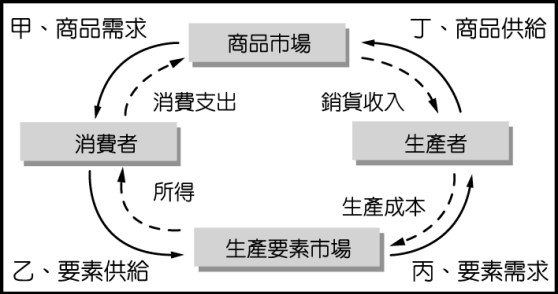 甲、商品需求
商品市場
丁、商品供給
消費支出
銷貨收入
消費者
生產者
所得
生產成本
生產要素市場
乙、要素供給
丙、要素需求